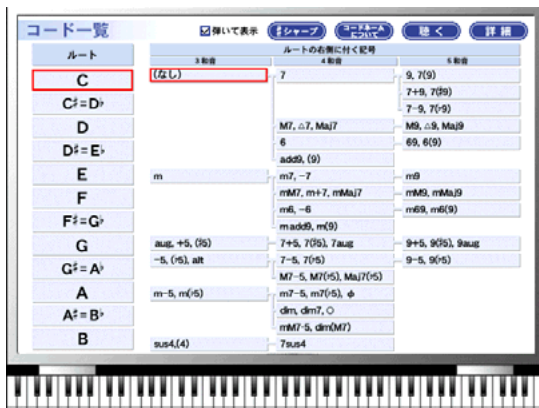 コード一覧
弾いて表示
♯シャープ
コードネームについて
聴く
詳細
ルート
ルートの右側に付く記号
3和音
4和音
5和音
C
C♯=D♭
D
D♯=E♭
E
F
F♯=G♭
G
G♯=A♭
A
A♯=B♭
B
(なし)
7
9, 7(9)
7+9, 7(♯9)
7-9, 7(♭9)
M7, △7, Maj7
M9, △9, Maj9
6
69, 6(9)
add9, (9)
m
m7, -7
m9
mM7, m+7, mMaj7
mM9, mMaj9
m6, -6
m69, m6(9)
madd9, m(9)
aug, +5, (♯5)
7+5, 7(♯5), 7aug
9+5, 9(♯5), 9aug
-5, (♭5), alt
7-5, 7(♭5)
9-5, 9(♭5)
M7-5, M7(♭5), Maj7(♭5)
m-5, m(♭5)
m7-5, m7(♭5), φ
dim, dim7, ○
mM7-5, dim(M7)
sus4,(4)
7sus4